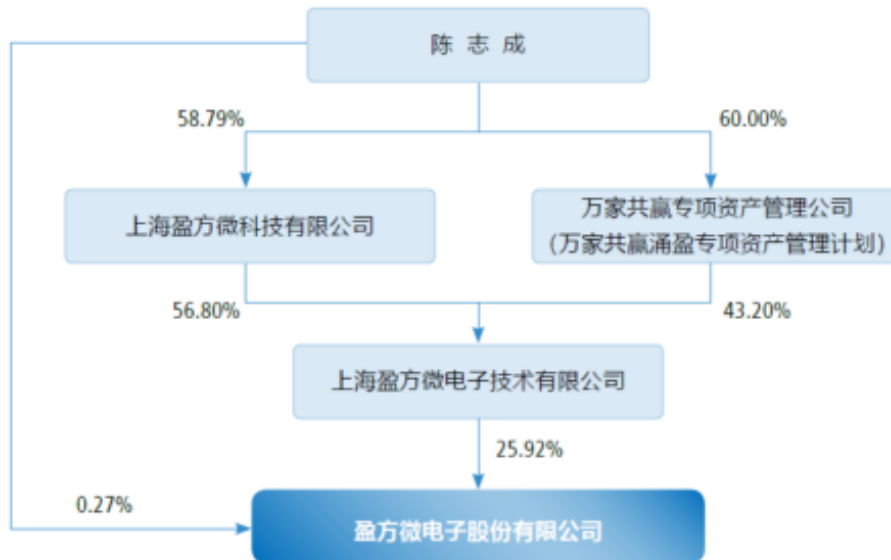 陈 志 成
58.79%
60.00%
上海盈方微科技有限公司
万家共赢专项资产管理公司
（万家共赢涌盈专项资产管理计划）
56.80%
43.20%
上海盈方微电子技术有限公司
25.92%
0.27%
盈方微电子股份有限公司